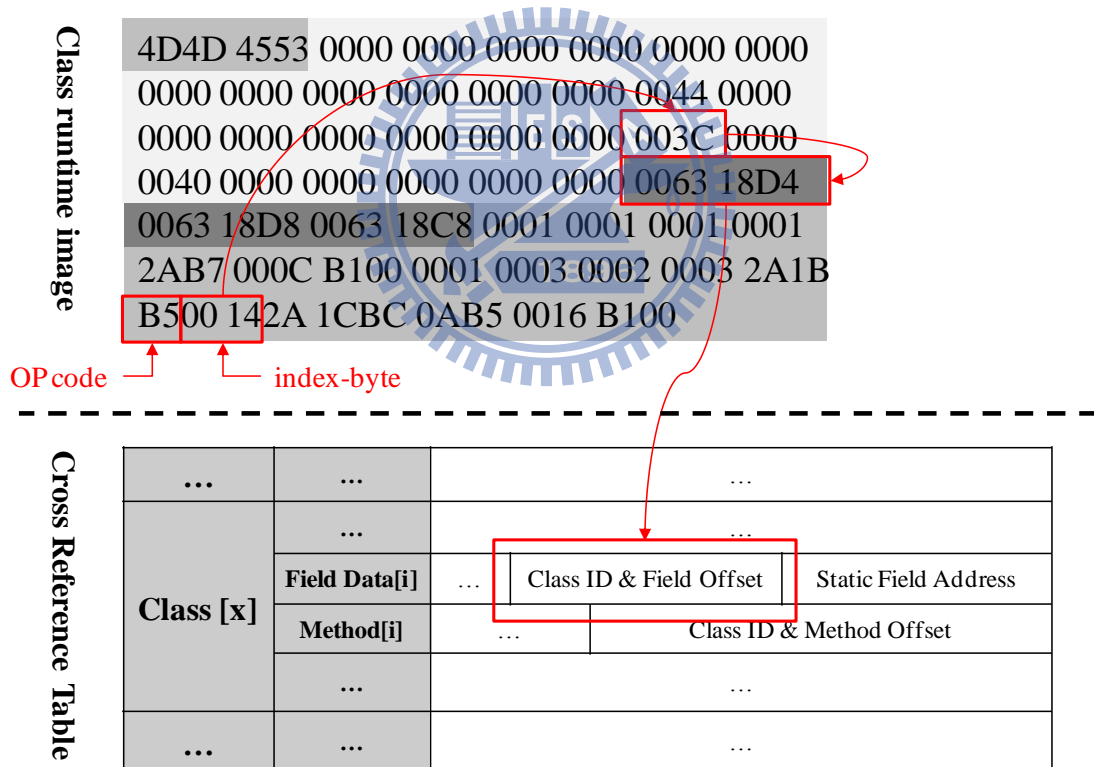 Class runtime image
4D4D 4553 0000 0000 0000 0000 0000 0000
0000 0000 0000 0000 0000 0000 0044 0000
0000 0000 0000 0000 0000 0000 003C 0000
0040 0000 0000 0000 0000 0000 0063 18D4
0063 18D8 0063 18C8 0001 0001 0001 0001
2AB7 000C B100 0001 0003 0002 0003 2A1B
B500 142A 1CBC 0AB5 0016 B100
OPcode index-byte
Cross Reference Table
… … …
… …
Class [x]
Field Data[i] … Class ID & Field Offset Static Field Address
Method[i] … Class ID & Method Offset
… …
… … …